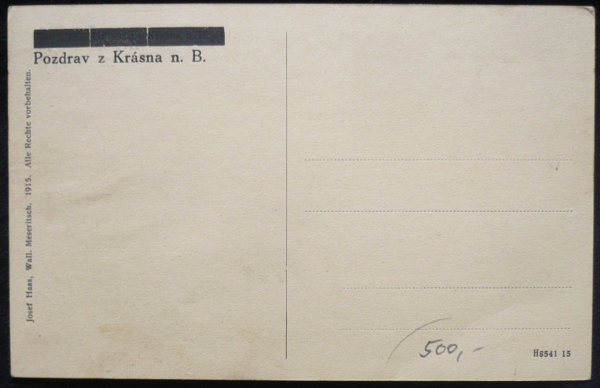 Pozdrav z Krásna n. B.
Josef Haas, Wall. Meseritsch. 1915. Alle Rechte vorbehalten.
500,-
H8541 15